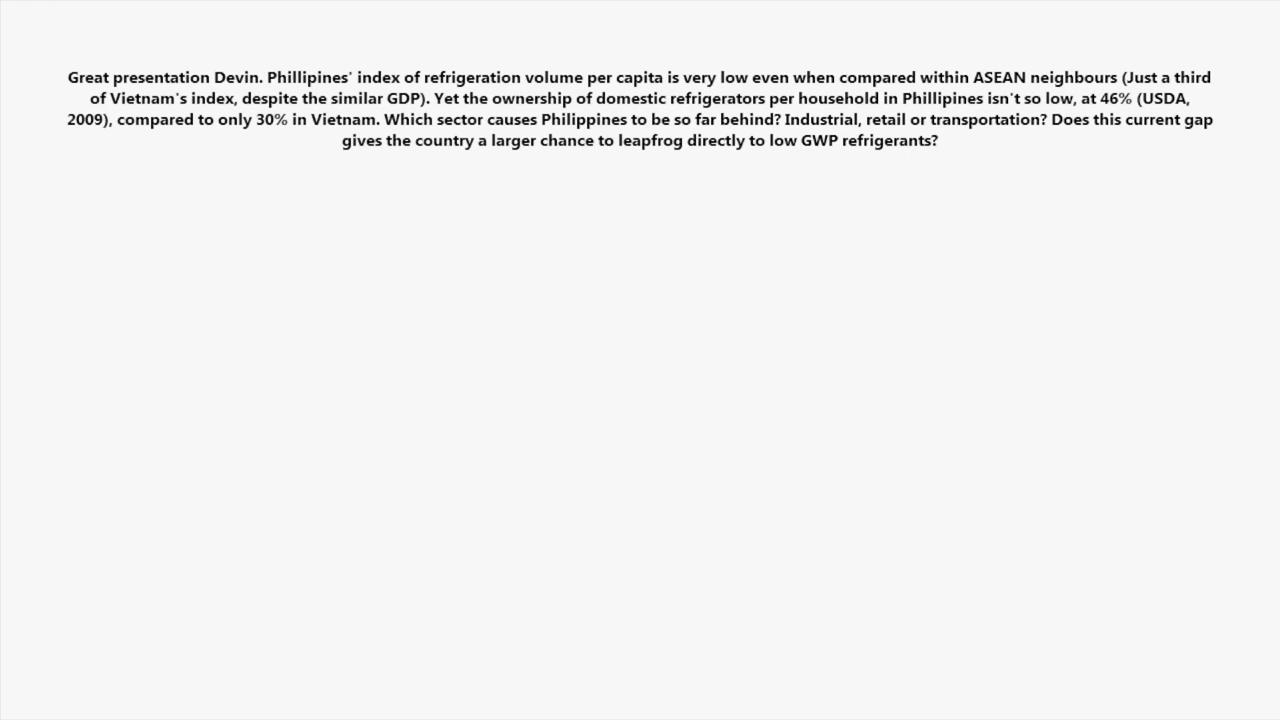 Great presentation Devin. Phillipines' index of refrigeration volume per capita is very low even when compared within ASEAN neighbours (Just a third
of Vietnam's index, despite the similar GDP). Yet the ownership of domestic refrigerators per household in Phillipines isn't so low, at 46% (USDA,
2009), compared to only 30% in Vietnam. Which sector causes Philippines to be so far behind? Industrial, retail or transportation? Does this current gap
gives the country a larger chance to leapfrog directly to low GWP refrigerants?